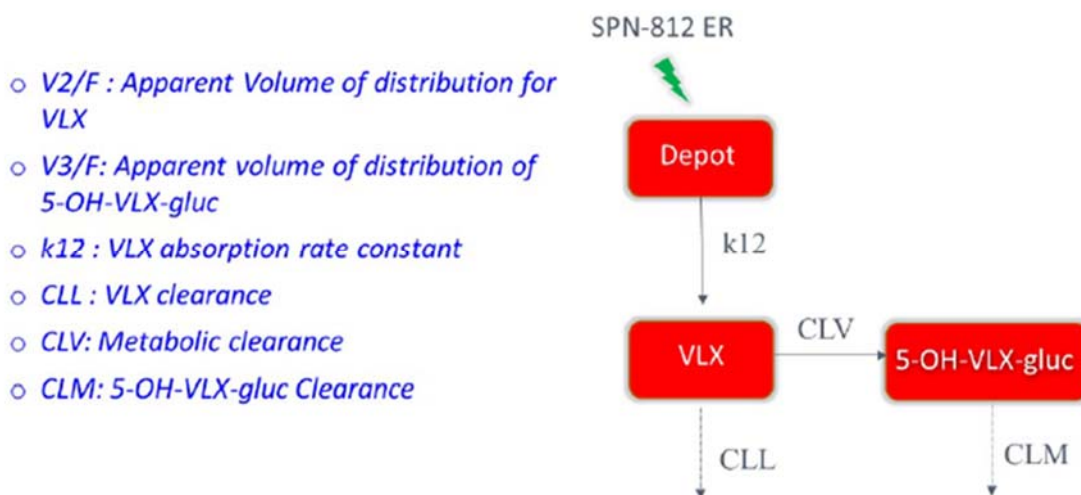 SPN-812 ER
o V2/F : Apparent Volume of distribution for
VLX
o V3/F: Apparent volume of distribution of
5-OH-VLX-gluc
o k12 : VLX absorption rate constant
o CLL : VLX clearance
o CLV: Metabolic clearance
o CLM: 5-OH-VLX-gluc Clearance
Depot
k12
VLX
CLV
5-OH-VLX-gluc
CLL
CLM